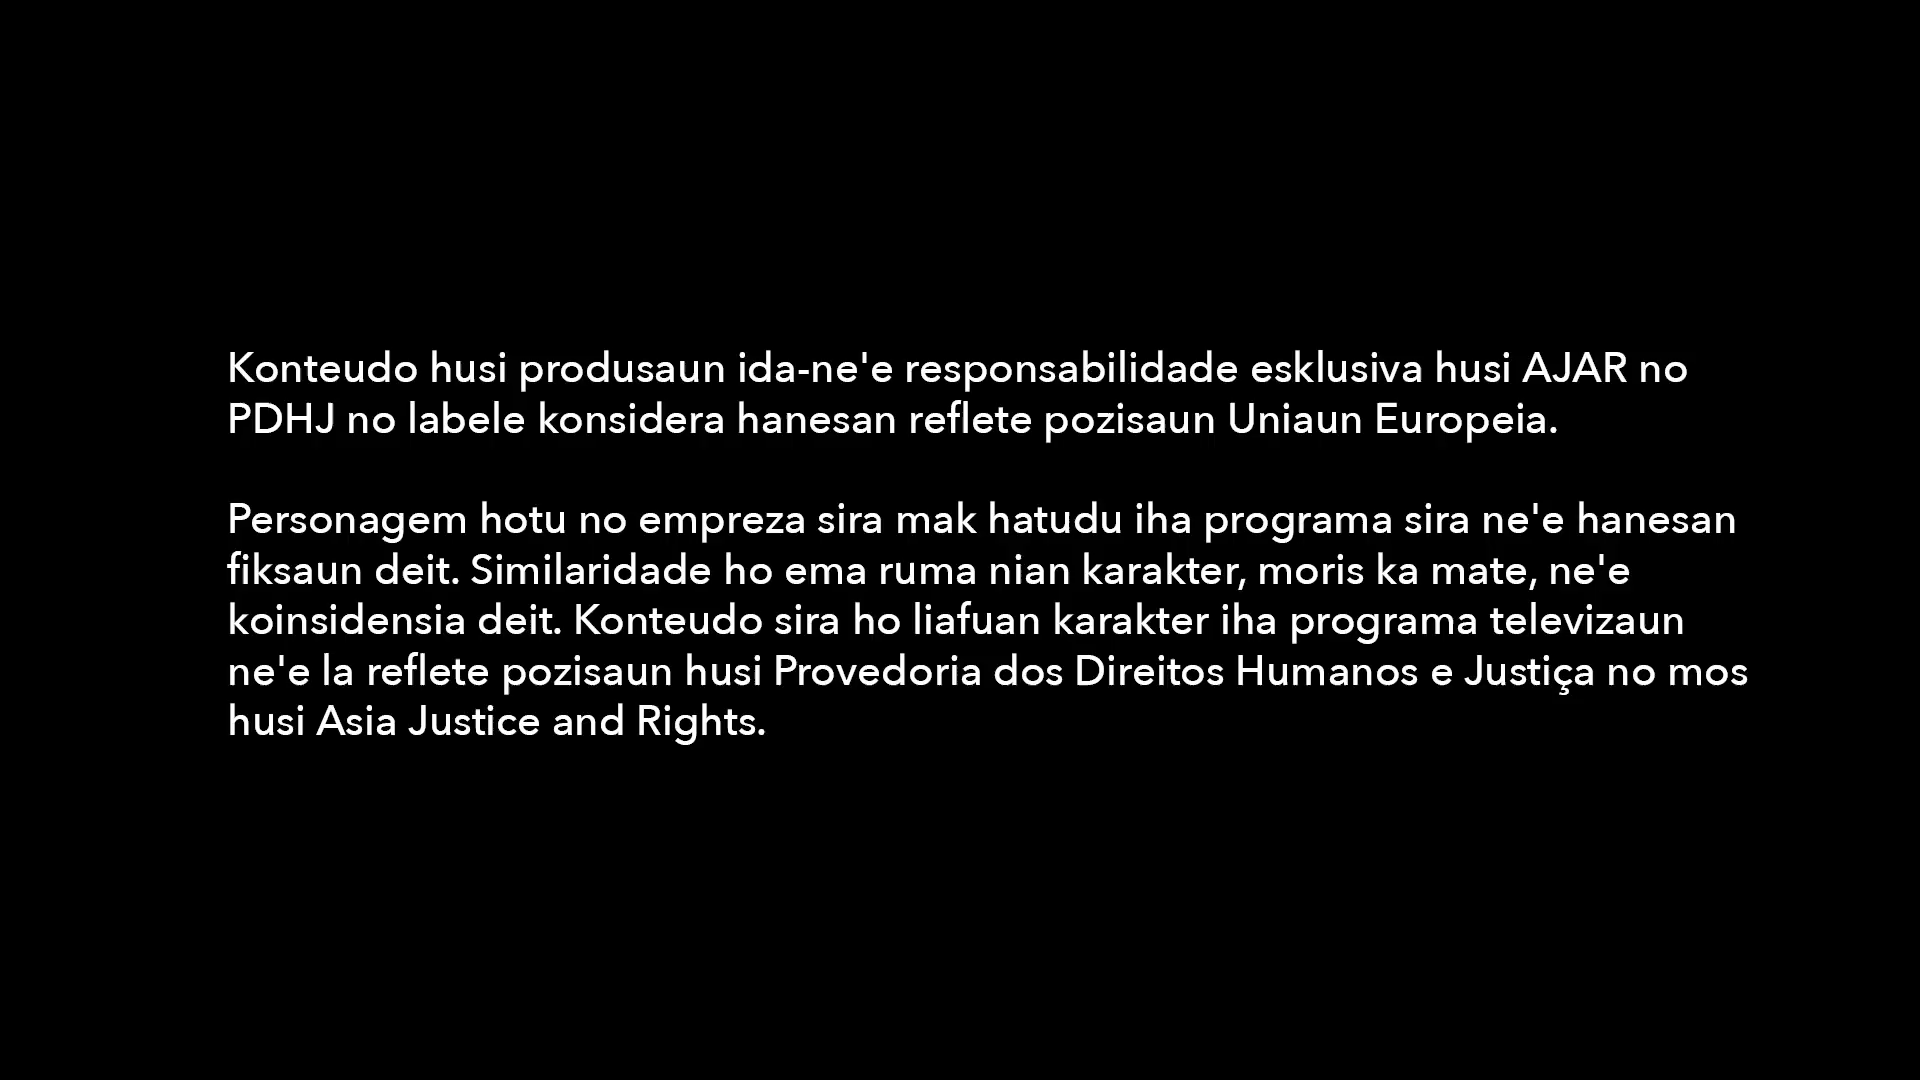 Konteudo husi produsaun ida-ne'e responsabilidade esklusiva husi AJAR no
PDHJ no labele konsidera hanesan reflete pozisaun Uniaun Europeia.
Personagem hotu no empreza sira mak hatudu iha programa sira ne'e hanesan
fiksaun deit. Similaridade ho ema ruma nian karakter, moris ka mate, ne'e
koinsidensia deit. Konteudo sira ho liafuan karakter iha programa televizaun
ne'e la reflete pozisaun husi Provedoria dos Direitos Humanos e Justiça no mos
husi Asia Justice and Rights.